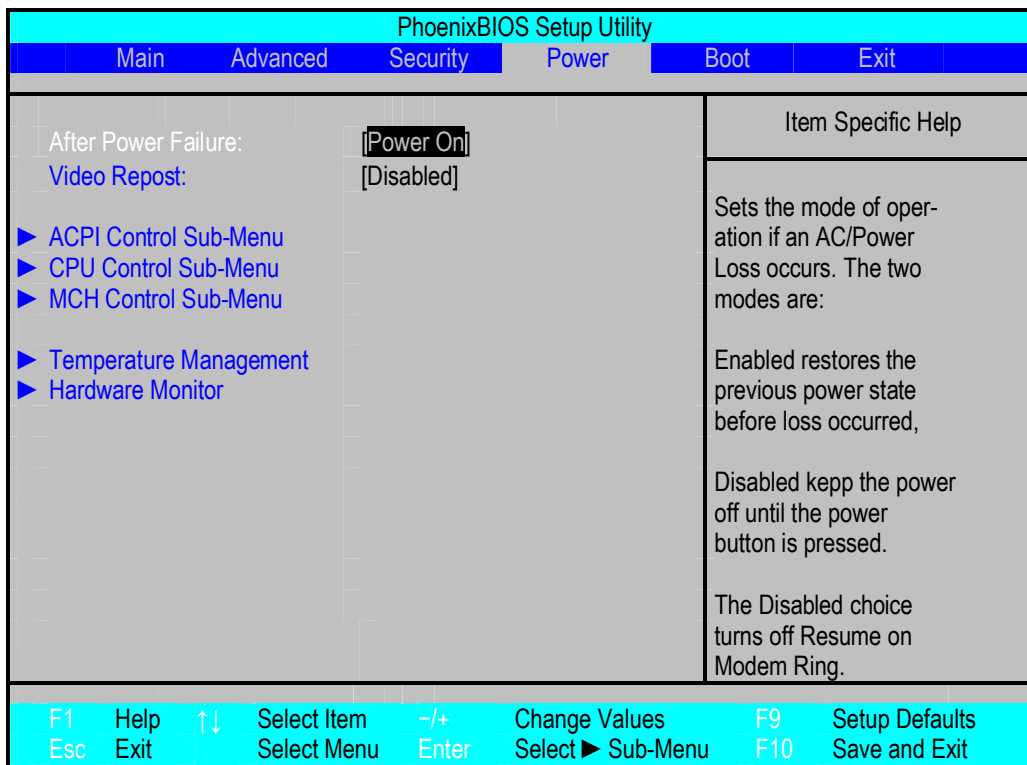 PhoenixBIOS Setup Utility
Main Advanced Security Power Boot Exit
After Power Failure: [Power On]
Video Repost: [Disabled]
► ACPI Control Sub-Menu
► CPU Control Sub-Menu
► MCH Control Sub-Menu
► Temperature Management
► Hardware Monitor
Item Specific Help
Sets the mode of oper-
ation if an AC/Power
Loss occurs. The two
modes are:
Enabled restores the
previous power state
before loss occurred,
Disabled kepp the power
off until the power
button is pressed.
The Disabled choice
turns off Resume on
Modem Ring.
F1 Help ↑↓ Select Item −/+ Change Values F9 Setup Defaults
Esc Exit Select Menu Enter Select ► Sub-Menu F10 Save and Exit